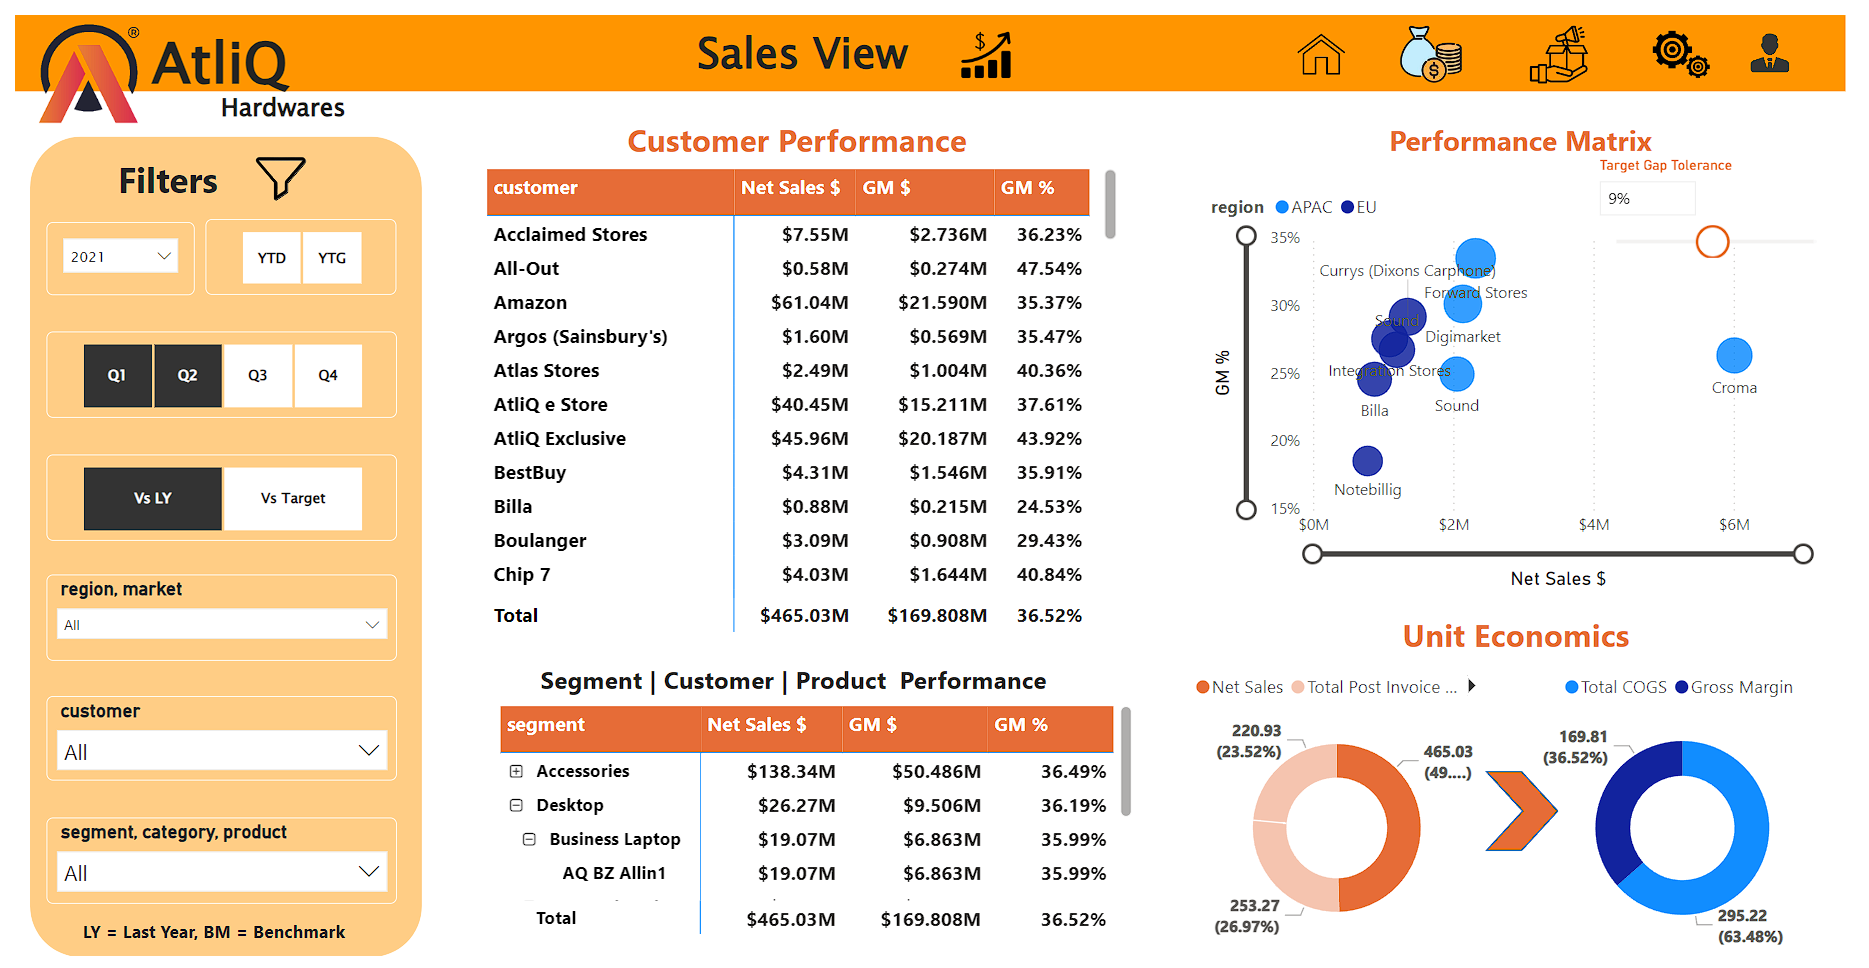 AtliQ ®
Hardwares
Sales View
Filters
2021
YTD YTG
Q1 Q2 Q3 Q4
Vs LY Vs Target
region, market
All
customer
All
segment, category, product
All
LY = Last Year, BM = Benchmark
Customer Performance
customer Net Sales $ GM $ GM %
Acclaimed Stores $7.55M $2.736M 36.23%
All-Out $0.58M $0.274M 47.54%
Amazon $61.04M $21.590M 35.37%
Argos (Sainsbury's) $1.60M $0.569M 35.47%
Atlas Stores $2.49M $1.004M 40.36%
AtliQ e Store $40.45M $15.211M 37.61%
AtliQ Exclusive $45.96M $20.187M 43.92%
BestBuy $4.31M $1.546M 35.91%
Billa $0.88M $0.215M 24.53%
Boulanger $3.09M $0.908M 29.43%
Chip 7 $4.03M $1.644M 40.84%
Total $465.03M $169.808M 36.52%
Segment | Customer | Product Performance
segment Net Sales $ GM $ GM %
Accessories $138.34M $50.486M 36.49%
Desktop $26.27M $9.506M 36.19%
Business Laptop $19.07M $6.863M 35.99%
AQ BZ Allin1 $19.07M $6.863M 35.99%
Total $465.03M $169.808M 36.52%
Performance Matrix
Target Gap Tolerance
9%
region APAC EU
35%
30%
25%
20%
15%
GM %
Currys (Dixons Carphone)
Forward Stores
Sound
Digimarket
Integration Stores
Billa
Sound
Croma
Notebillig
$0M $2M $4M $6M
Net Sales $
Unit Economics
Net Sales Total Post Invoice ...
Total COGS Gross Margin
220.93
(23.52%)
465.03
(49....)
253.27
(26.97%)
169.81
(36.52%)
295.22
(63.48%)